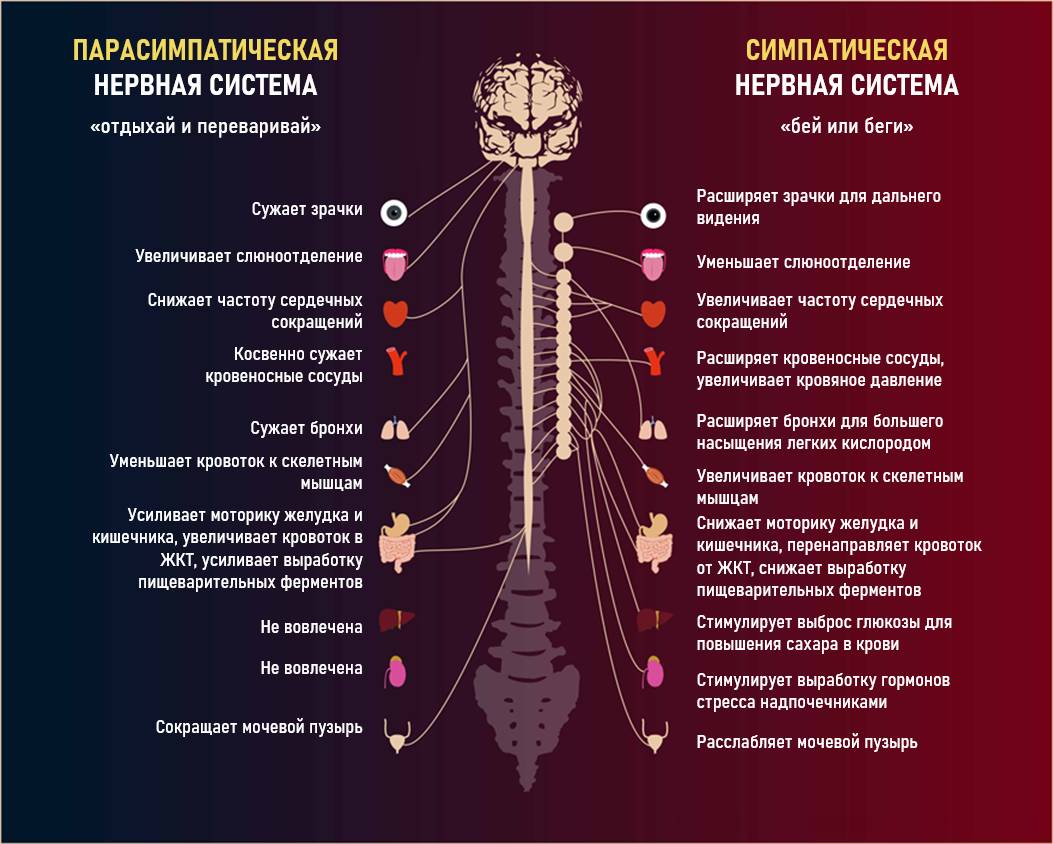 ПАРАСИМПАТИЧЕСКАЯ
НЕРВНАЯ СИСТЕМА
«отдыхай и переваривай»
Сужает зрачки
Увеличивает слюноотделение
Снижает частоту сердечных
сокращений
Косвенно сужает
кровеносные сосуды
Сужает бронхи
Уменьшает кровоток к скелетным
мышцам
Усиливает моторику желудка и
кишечника, увеличивает кровоток в
ЖКТ, усиливает выработку
пищеварительных ферментов
Не вовлечена
Не вовлечена
Сокращает мочевой пузырь
СИМПАТИЧЕСКАЯ
НЕРВНАЯ СИСТЕМА
«бей или беги»
Расширяет зрачки для дальнего
видения
Уменьшает слюноотделение
Увеличивает частоту сердечных
сокращений
Расширяет кровеносные сосуды,
увеличивает кровяное давление
Расширяет бронхи для большего
насыщения легких кислородом
Увеличивает кровоток к скелетным
мышцам
Снижает моторику желудка и
кишечника, перенаправляет кровоток
от ЖКТ, снижает выработку
пищеварительных ферментов
Стимулирует выброс глюкозы для
повышения сахара в крови
Стимулирует выработку гормонов
стресса надпочечниками
Расслабляет мочевой пузырь